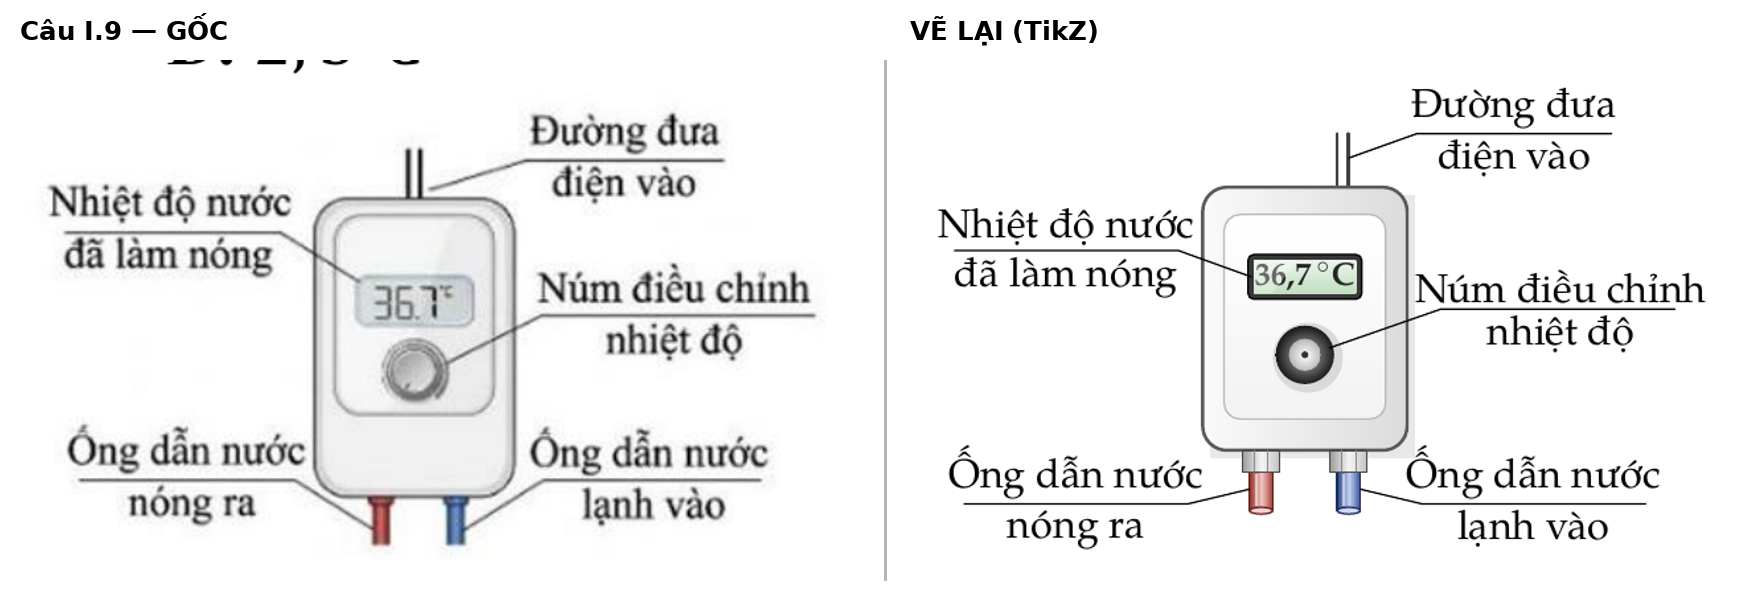 Câu I.9 — GỐC
Đường đưa
điện vào
Nhiệt độ nước
đã làm nóng
36.7°C
Núm điều chỉnh
nhiệt độ
Ống dẫn nước
nóng ra
Ống dẫn nước
lạnh vào
VẼ LẠI (TikZ)
Đường đưa
điện vào
Nhiệt độ nước
đã làm nóng
36,7°C
Núm điều chỉnh
nhiệt độ
Ống dẫn nước
nóng ra
Ống dẫn nước
lạnh vào